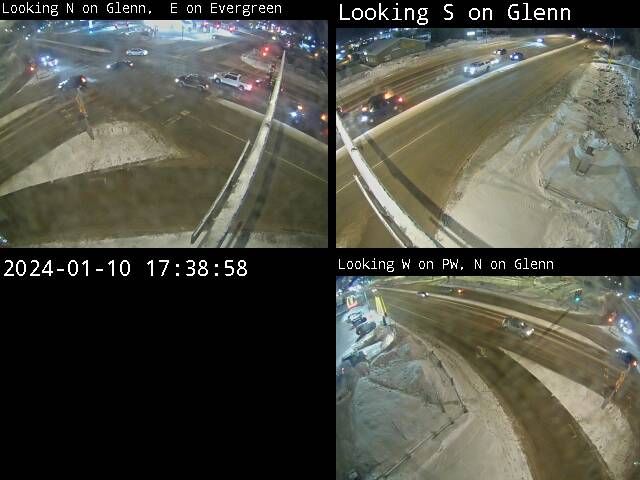 Looking N on Glenn,  E on Evergreen
Looking S on Glenn
2024-01-10 17:38:58
Looking W on PW, N on Glenn